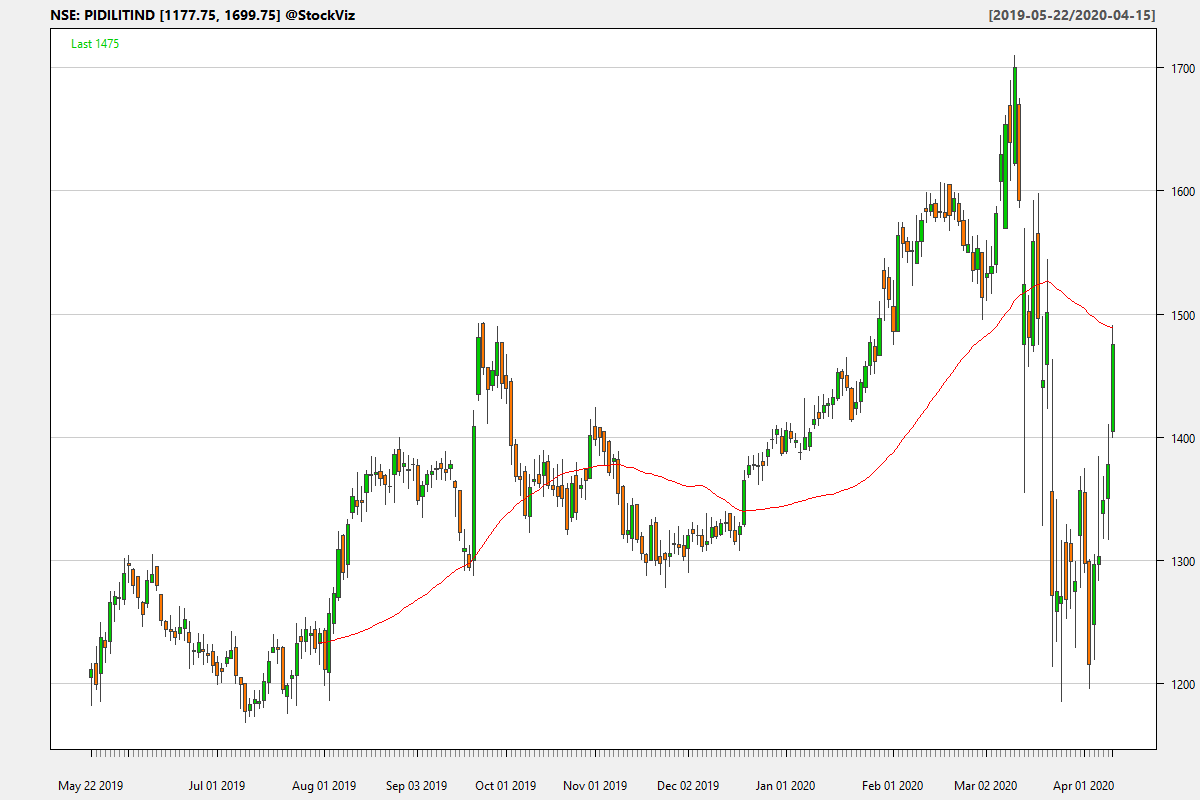 NSE: PIDILITIND [1177.75, 1699.75] @StockViz [2019-05-22/2020-04-15]
Last 1475
1700
1600
1500
1400
1300
1200
May 22 2019 Jul 01 2019 Aug 01 2019 Sep 03 2019 Oct 01 2019 Nov 01 2019 Dec 02 2019 Jan 01 2020 Feb 01 2020 Mar 02 2020 Apr 01 2020